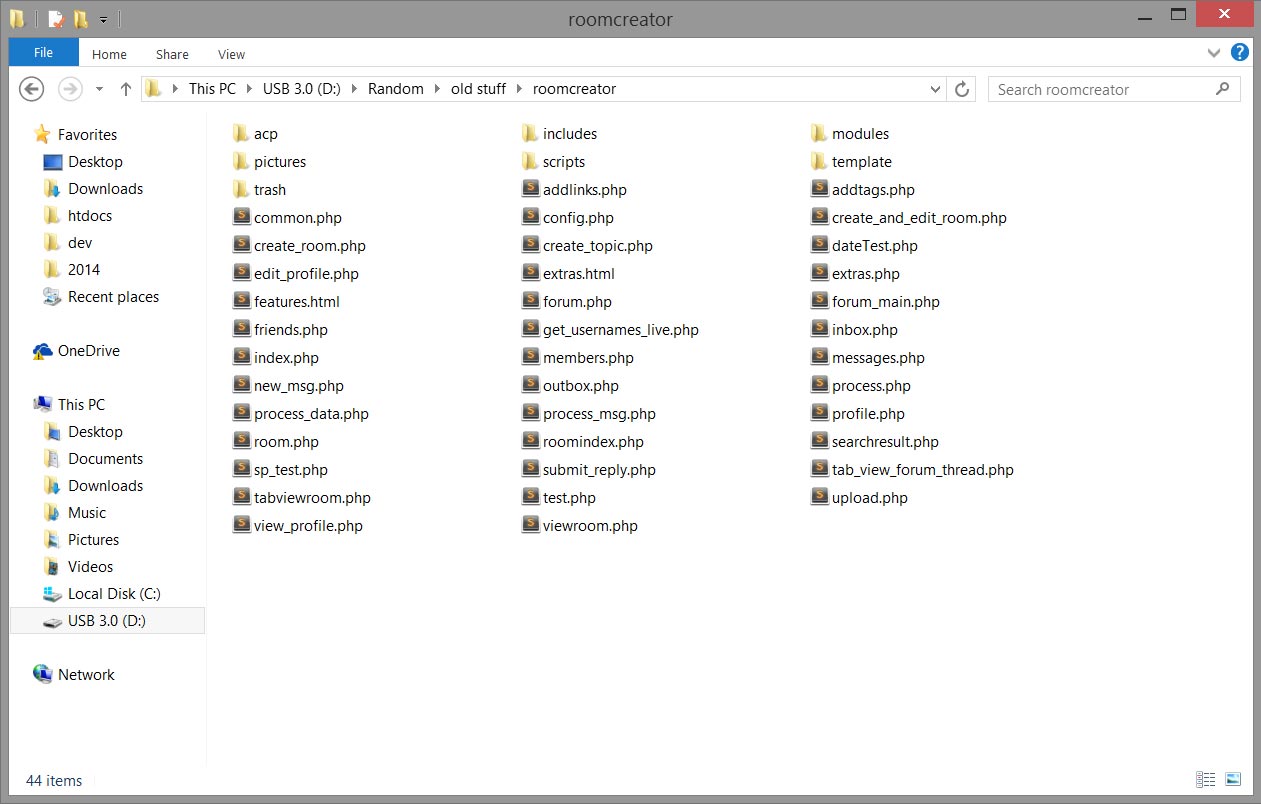 roomcreator
File Home Share View
This PC USB 3.0 (D:) Random old stuff roomcreator
Search roomcreator
Favorites
Desktop
Downloads
htdocs
dev
2014
Recent places
OneDrive
This PC
Desktop
Documents
Downloads
Music
Pictures
Videos
Local Disk (C:)
USB 3.0 (D:)
Network
acp includes modules
pictures scripts template
trash addlinks.php addtags.php
common.php config.php create_and_edit_room.php
create_room.php create_topic.php dateTest.php
edit_profile.php extras.html extras.php
features.html forum.php forum_main.php
friends.php get_usernames_live.php inbox.php
index.php members.php messages.php
new_msg.php outbox.php process.php
process_data.php process_msg.php profile.php
room.php roomindex.php searchresult.php
sp_test.php submit_reply.php tab_view_forum_thread.php
tabviewroom.php test.php upload.php
view_profile.php viewroom.php
44 items